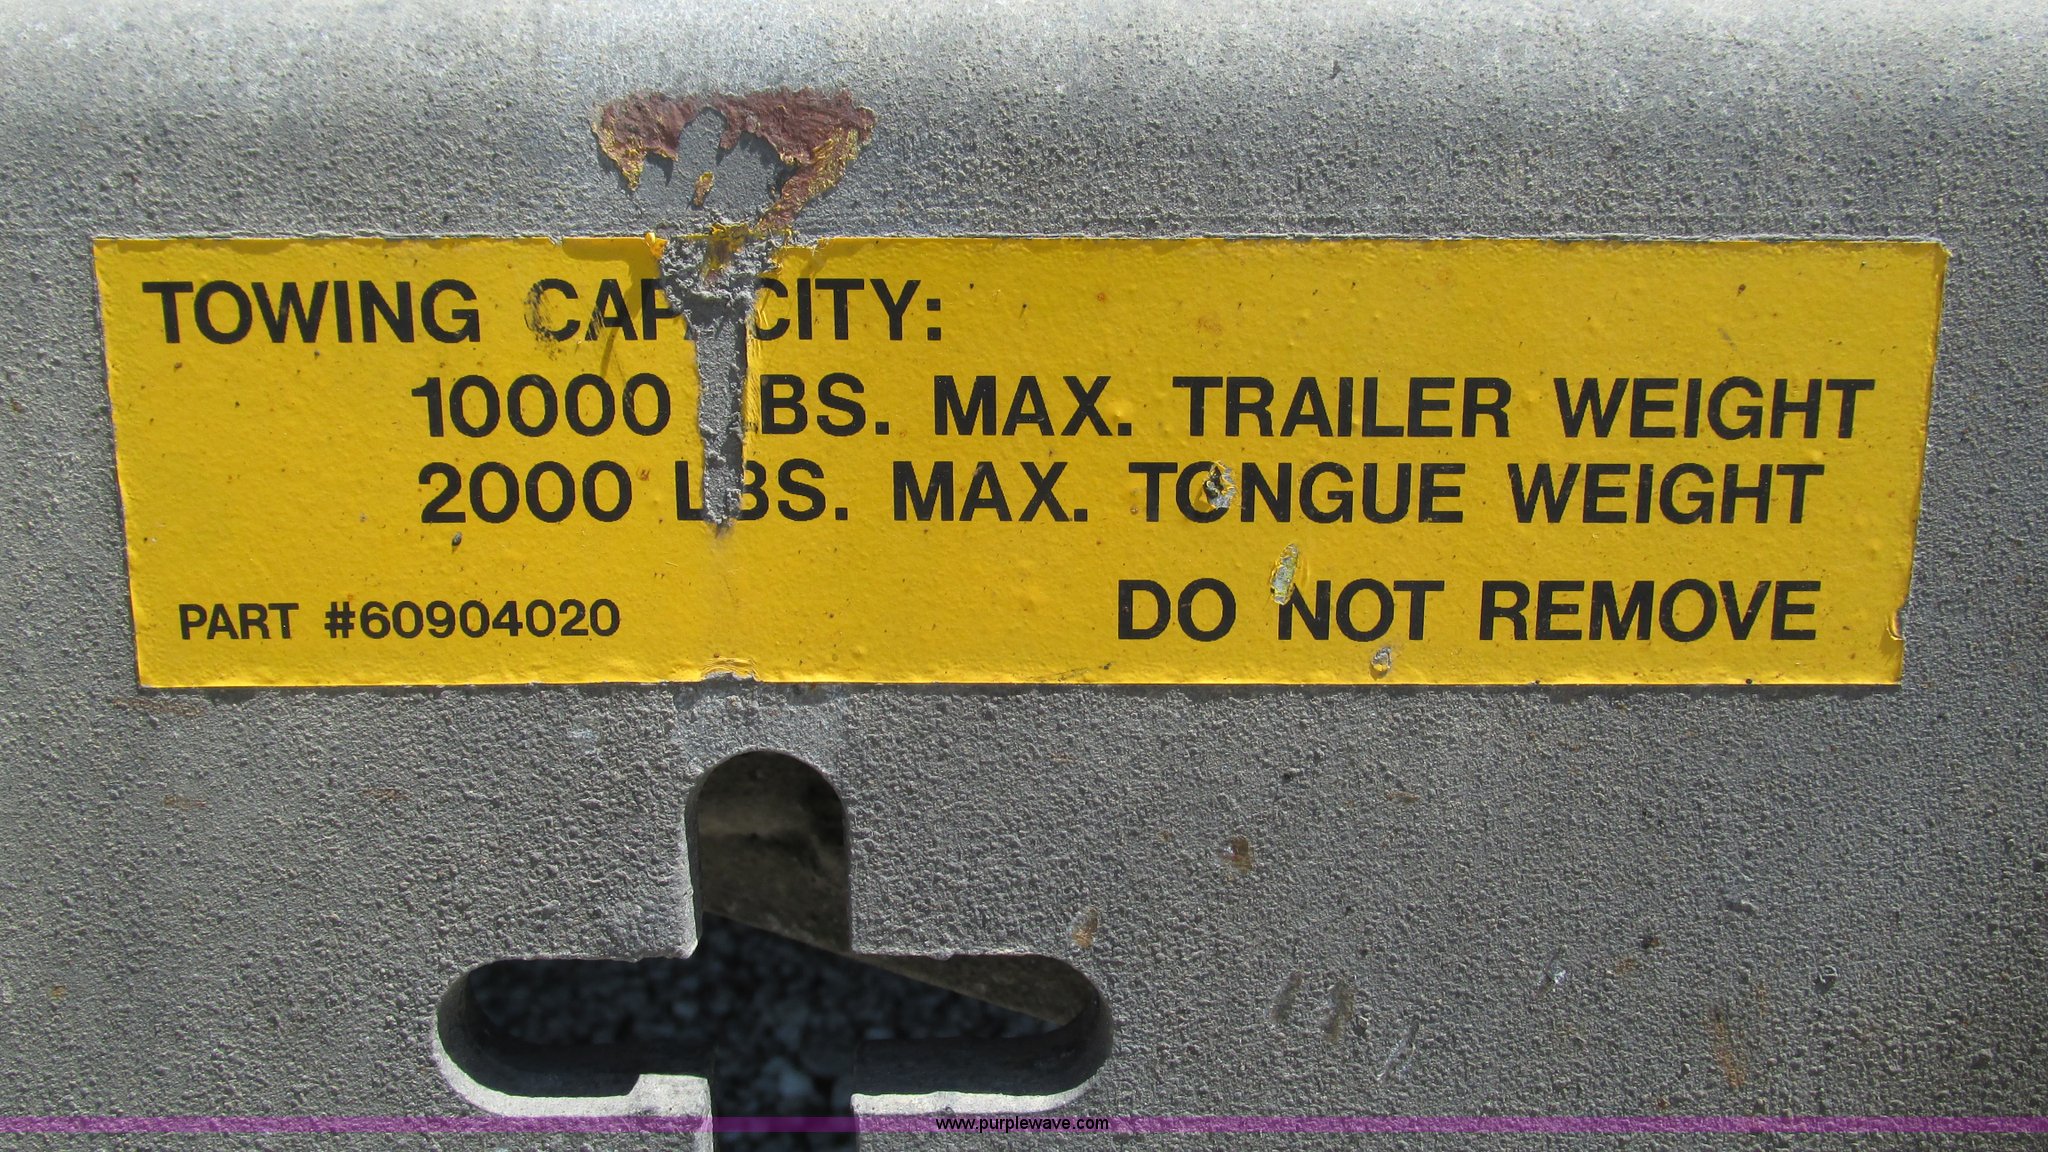 TOWING CAPACITY:
10000 LBS. MAX. TRAILER WEIGHT
2000 LBS. MAX. TONGUE WEIGHT
PART #60904020
DO NOT REMOVE
www.purplewave.com